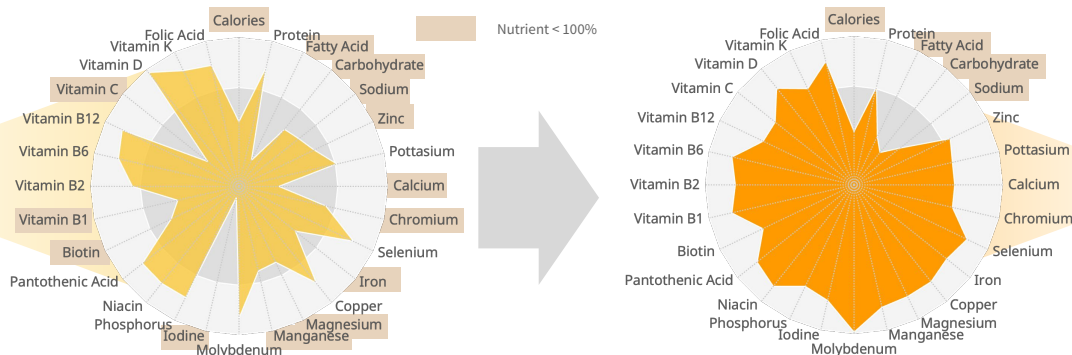 Calories
Protein
Fatty Acid
Carbohydrate
Sodium
Zinc
Pottasium
Calcium
Chromium
Selenium
Iron
Copper
Magnesium
Manganese
Molybdenum
Iodine
Phosphorus
Niacin
Pantothenic Acid
Biotin
Vitamin B1
Vitamin B2
Vitamin B6
Vitamin B12
Vitamin C
Vitamin D
Vitamin K
Folic Acid
Nutrient < 100%
Calories
Protein
Fatty Acid
Carbohydrate
Sodium
Zinc
Pottasium
Calcium
Chromium
Selenium
Iron
Copper
Magnesium
Manganese
Molybdenum
Iodine
Phosphorus
Niacin
Pantothenic Acid
Biotin
Vitamin B1
Vitamin B2
Vitamin B6
Vitamin B12
Vitamin C
Vitamin D
Vitamin K
Folic Acid